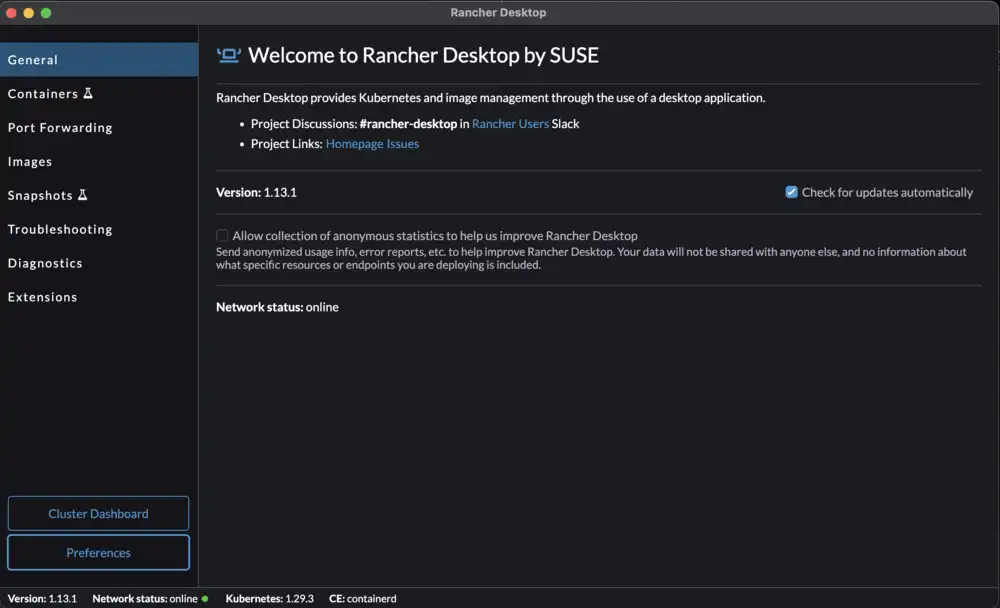 Rancher Desktop
General
Containers
Port Forwarding
Images
Snapshots
Troubleshooting
Diagnostics
Extensions
Cluster Dashboard
Preferences
Welcome to Rancher Desktop by SUSE
Rancher Desktop provides Kubernetes and image management through the use of a desktop application.
• Project Discussions: #rancher-desktop in Rancher Users Slack
• Project Links: Homepage Issues
Version: 1.13.1
Check for updates automatically
Allow collection of anonymous statistics to help us improve Rancher Desktop
Send anonymized usage info, error reports, etc. to help improve Rancher Desktop. Your data will not be shared with anyone else, and no information about
what specific resources or endpoints you are deploying is included.
Network status: online
Version: 1.13.1 Network status: online Kubernetes: 1.29.3 CE: containerd